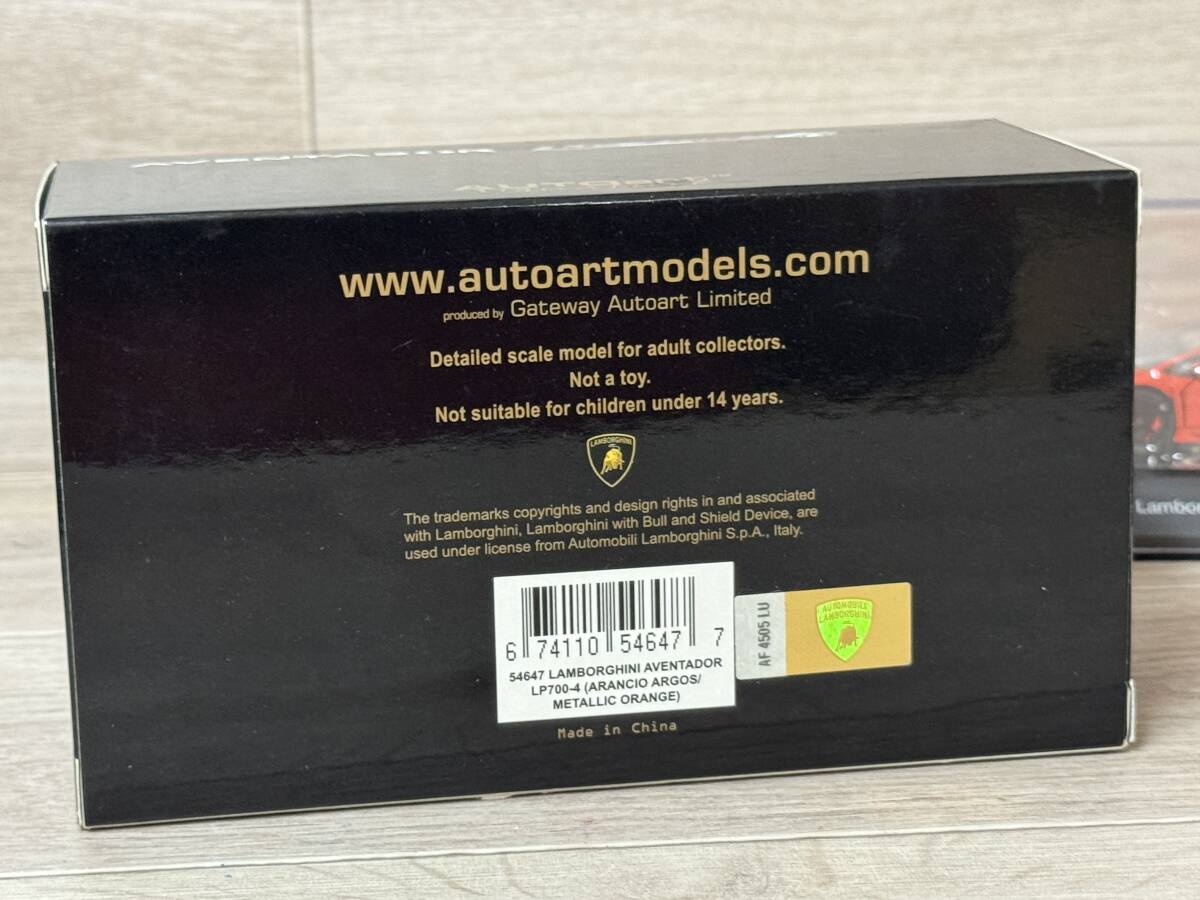 AVENTADOR
AUTOart™
www.autoartmodels.com
produced by Gateway Autoart Limited
Detailed scale model for adult collectors.
Not a toy.
Not suitable for children under 14 years.
LAMBORGHINI
The trademarks copyrights and design rights in and associated
with Lamborghini, Lamborghini with Bull and Shield Device, are
used under license from Automobili Lamborghini S.p.A., Italy.
6 74110 54647 7
54647 LAMBORGHINI AVENTADOR
LP700-4 (ARANCIO ARGOS/
METALLIC ORANGE)
AF 4505 LU
AUTOMOBILI
LAMBORGHINI
Made in China
Lambor